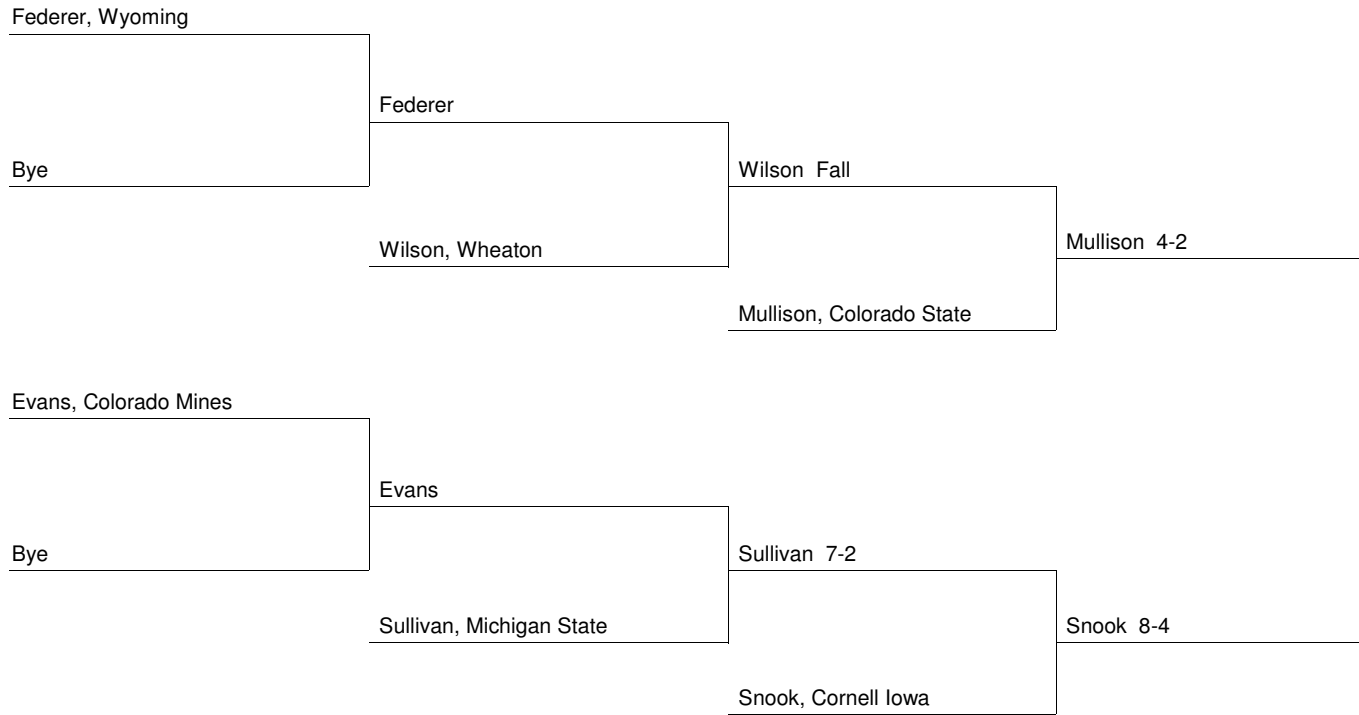 Federer, Wyoming
Federer
Bye
Wilson  Fall
Wilson, Wheaton
Mullison  4-2
Mullison, Colorado State
Evans, Colorado Mines
Evans
Bye
Sullivan  7-2
Sullivan, Michigan State
Snook  8-4
Snook, Cornell Iowa